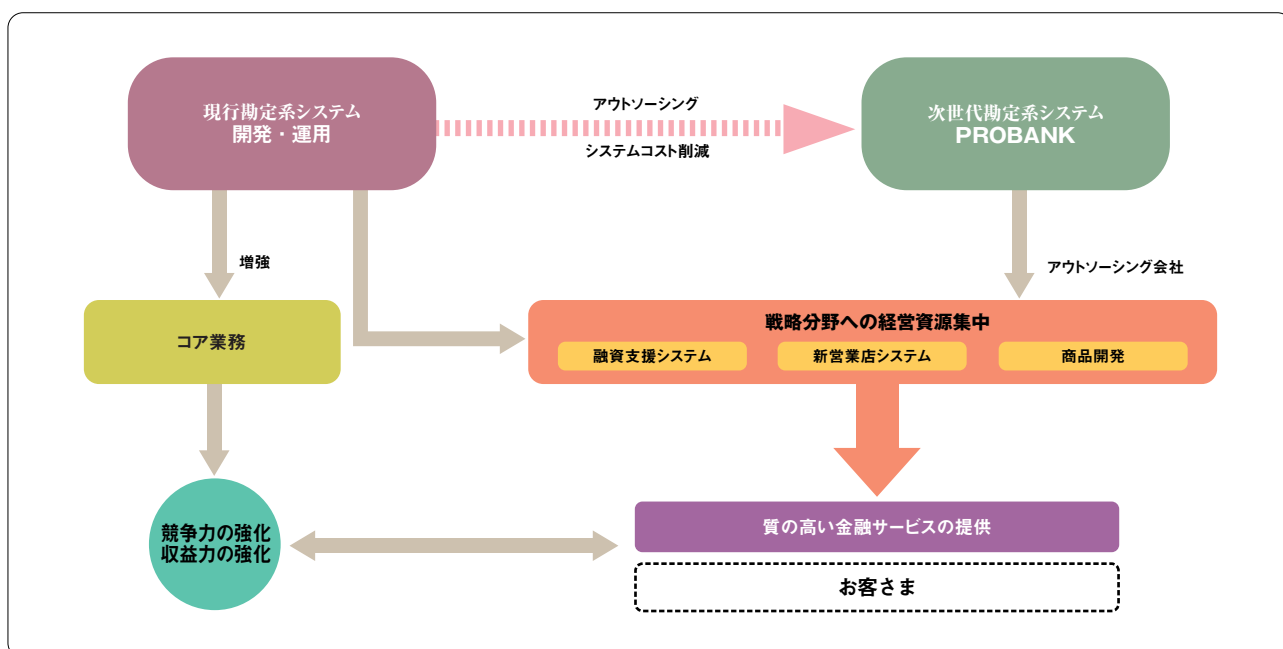 現行勘定系システム
開発・運用
アウトソーシング
システムコスト削減
次世代勘定系システム
PROBANK
増強
アウトソーシング会社
コア業務
戦略分野への経営資源集中
融資支援システム
新営業店システム
商品開発
競争力の強化
収益力の強化
質の高い金融サービスの提供
お客さま